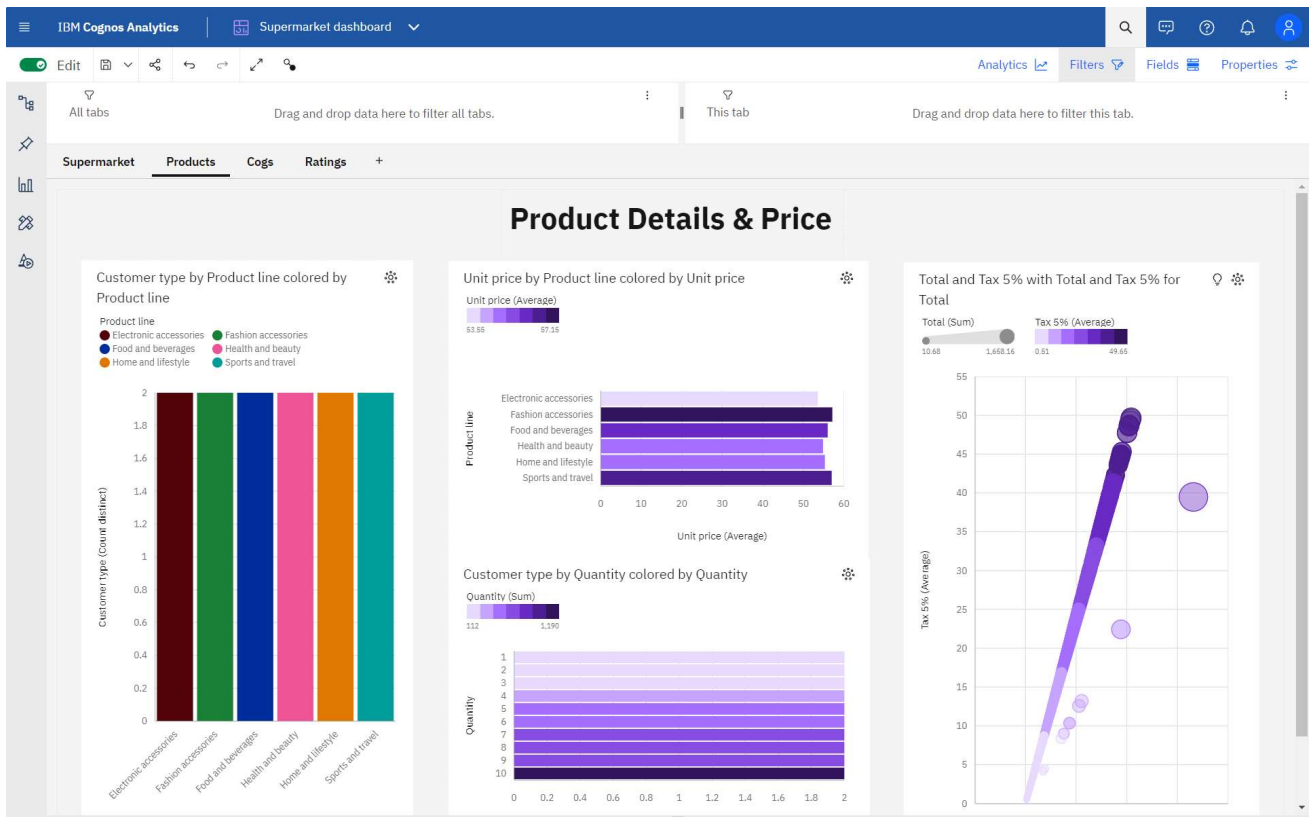 IBM Cognos Analytics
Supermarket dashboard
Edit
Analytics
Filters
Fields
Properties
All tabs
Drag and drop data here to filter all tabs.
This tab
Drag and drop data here to filter this tab.
Supermarket Products Cogs Ratings +
Product Details & Price
Customer type by Product line colored by
Product line
Product line
Electronic accessories Fashion accessories
Food and beverages Health and beauty
Home and lifestyle Sports and travel
Customer type (Count distinct)
2
1.8
1.6
1.4
1.2
1
0.8
0.6
0.4
0.2
0
Electronic accessories
Fashion accessories
Food and beverages
Health and beauty
Home and lifestyle
Sports and travel
Unit price by Product line colored by Unit price
Unit price (Average)
53.55 57.15
Product line
Electronic accessories
Fashion accessories
Food and beverages
Health and beauty
Home and lifestyle
Sports and travel
0 10 20 30 40 50 60
Unit price (Average)
Customer type by Quantity colored by Quantity
Quantity (Sum)
112 1,190
Quantity
1
2
3
4
5
6
7
8
9
10
0 0.2 0.4 0.6 0.8 1 1.2 1.4 1.6 1.8 2
Total and Tax 5% with Total and Tax 5% for
Total
Total (Sum) Tax 5% (Average)
10.68 1,658.16 0.51 49.65
Tax 5% (Average)
55
50
45
40
35
30
25
20
15
10
5
0